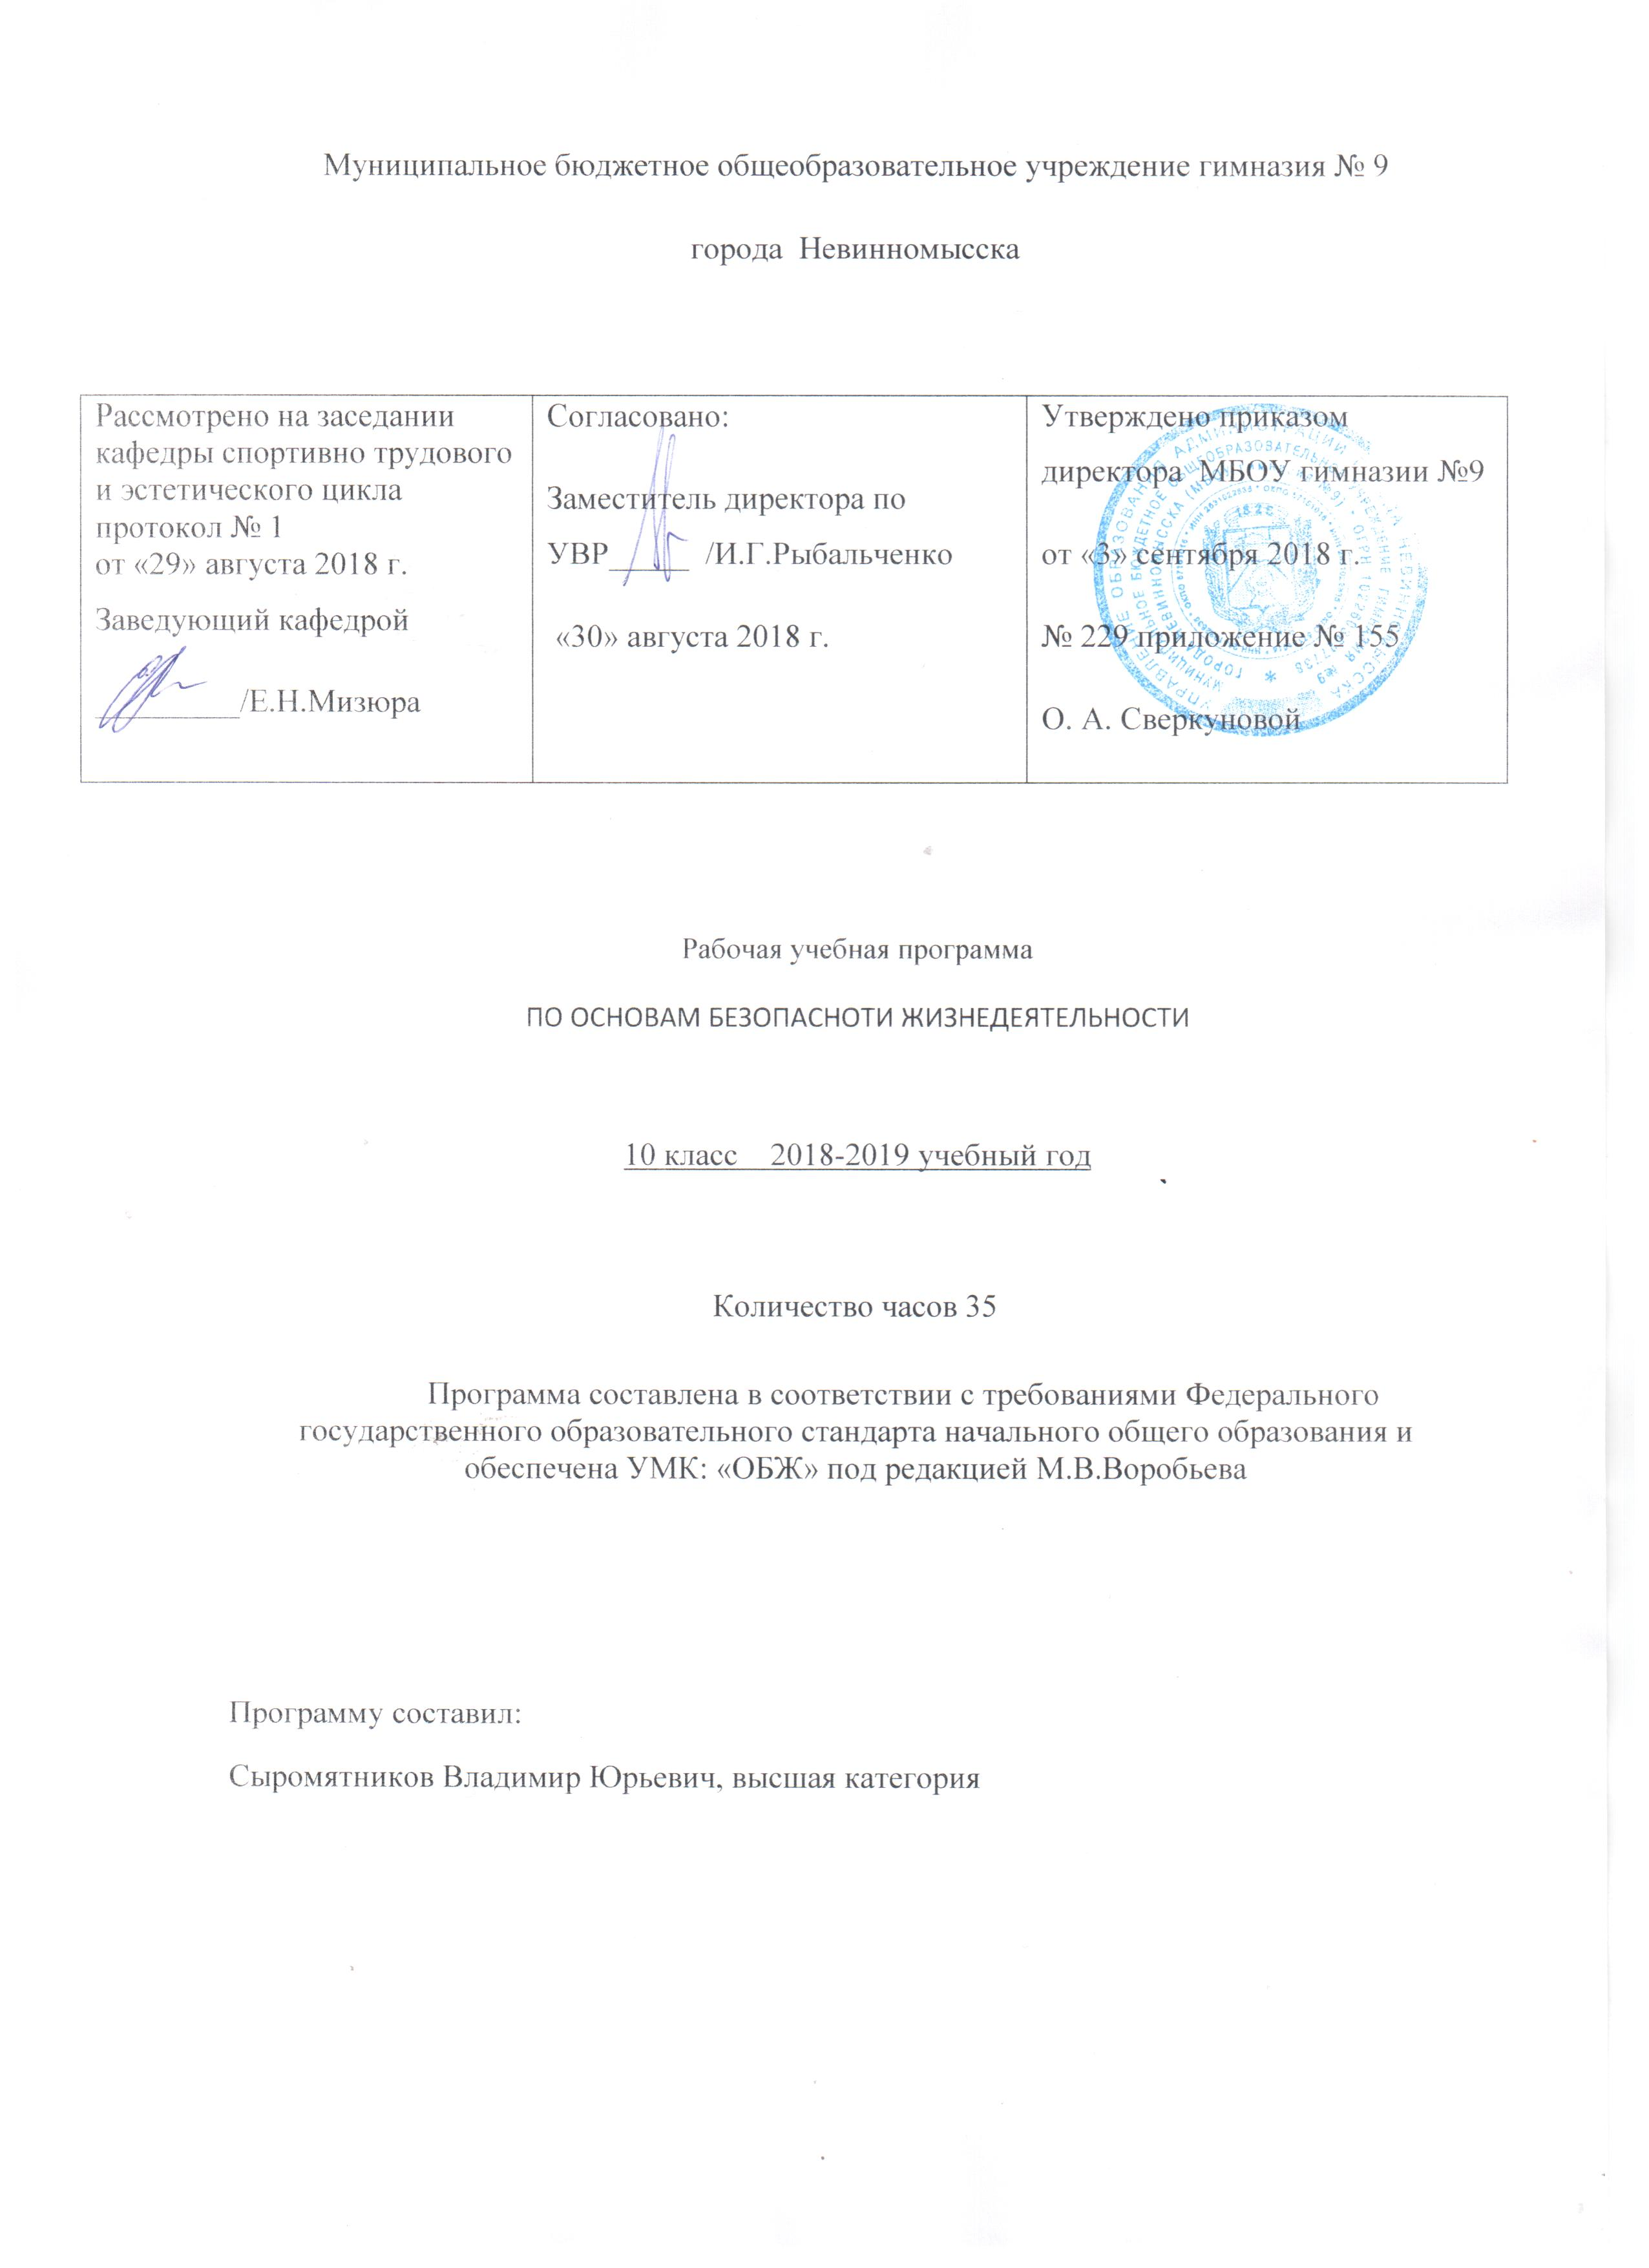 Муниципальное бюджетное общеобразовательное учреждение гимназия № 9
города Невинномысска
Рассмотрено на заседании
кафедры спортивно трудового
и эстетического цикла
протокол № 1
от «29» августа 2018 г.
Заведующий кафедрой
_________/Е.Н.Мизюра
Согласовано:
Заместитель директора по
УВР_____ /И.Г.Рыбальченко
«30» августа 2018 г.
Утверждено приказом
директора МБОУ гимназии №9
от «3» сентября 2018 г.
№ 229 приложение № 155
О. А. Сверкуновой
Рабочая учебная программа
ПО ОСНОВАМ БЕЗОПАСНОТИ ЖИЗНЕДЕЯТЕЛЬНОСТИ
10 класс 2018-2019 учебный год
Количество часов 35
Программа составлена в соответствии с требованиями Федерального
государственного образовательного стандарта начального общего образования и
обеспечена УМК: «ОБЖ» под редакцией М.В.Воробьева
Программу составил:
Сыромятников Владимир Юрьевич, высшая категория